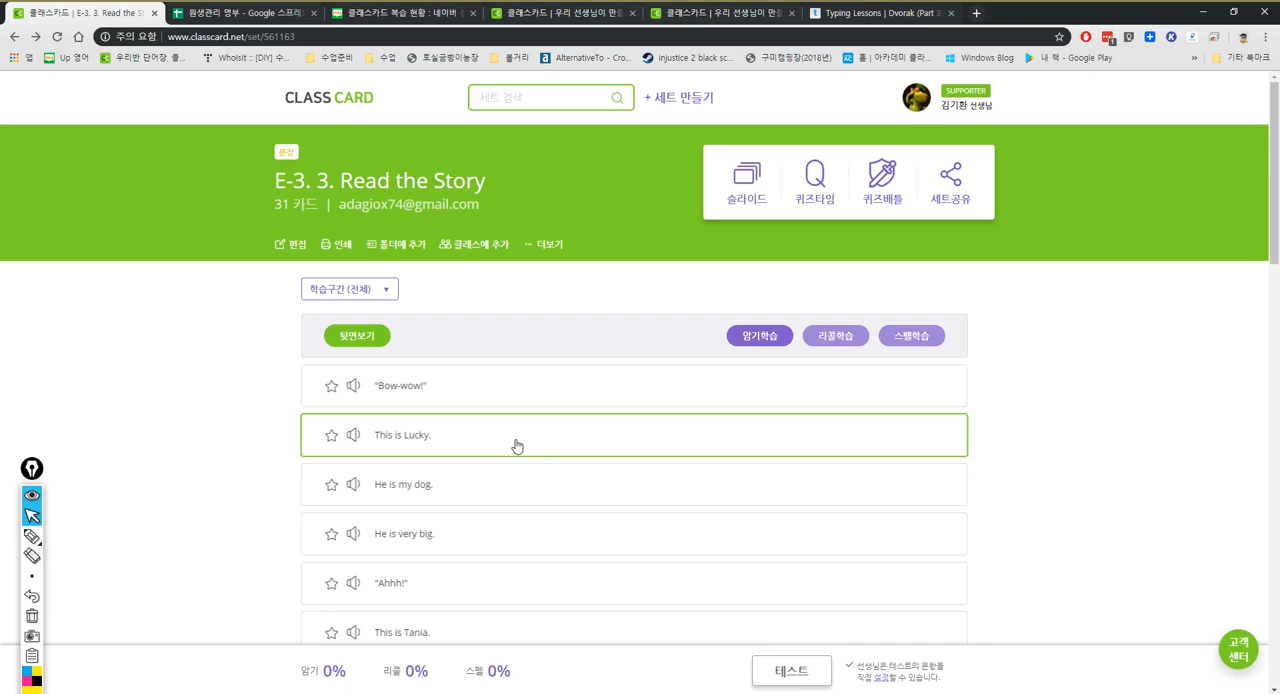 클래스카드 | E-3. 3. Read the St
원생관리 명부 - Google 스프레
클래스카드 복습 현황 : 네이버
클래스카드 | 우리 선생님이 만들
클래스카드 | 우리 선생님이 만들
Typing Lessons | Dvorak (Part 3
주의 요함 | www.classcard.net/set/561163
앱
Up 영어
우리반 단어장, 클...
WhoIsIt :: [DIY] 수...
수업준비
수업
토실굼벵이농장
볼거리
AlternativeTo - Cro...
injustice 2 black sc...
구미캠팜장(2018년)
홈 | 아카데미 클라...
Windows Blog
내 책 - Google Play
»
기타 북마크
CLASS CARD
세트 검색
+ 세트 만들기
SUPPORTER
김기환 선생님
문장
E-3. 3. Read the Story
31 카드 | adagiox74@gmail.com
슬라이드
퀴즈타임
퀴즈배틀
세트공유
편집
인쇄
폴더에 추가
클래스에 추가
··· 더보기
학습구간 (전체) ▼
뒷면보기
암기학습
리콜학습
스펠학습
"Bow-wow!"
This is Lucky.
He is my dog.
He is very big.
"Ahhh!"
This is Tania.
암기 0%
리콜 0%
스펠 0%
테스트
선생님은 테스트의 문항을
직접 설정할 수 있습니다.
고객
센터